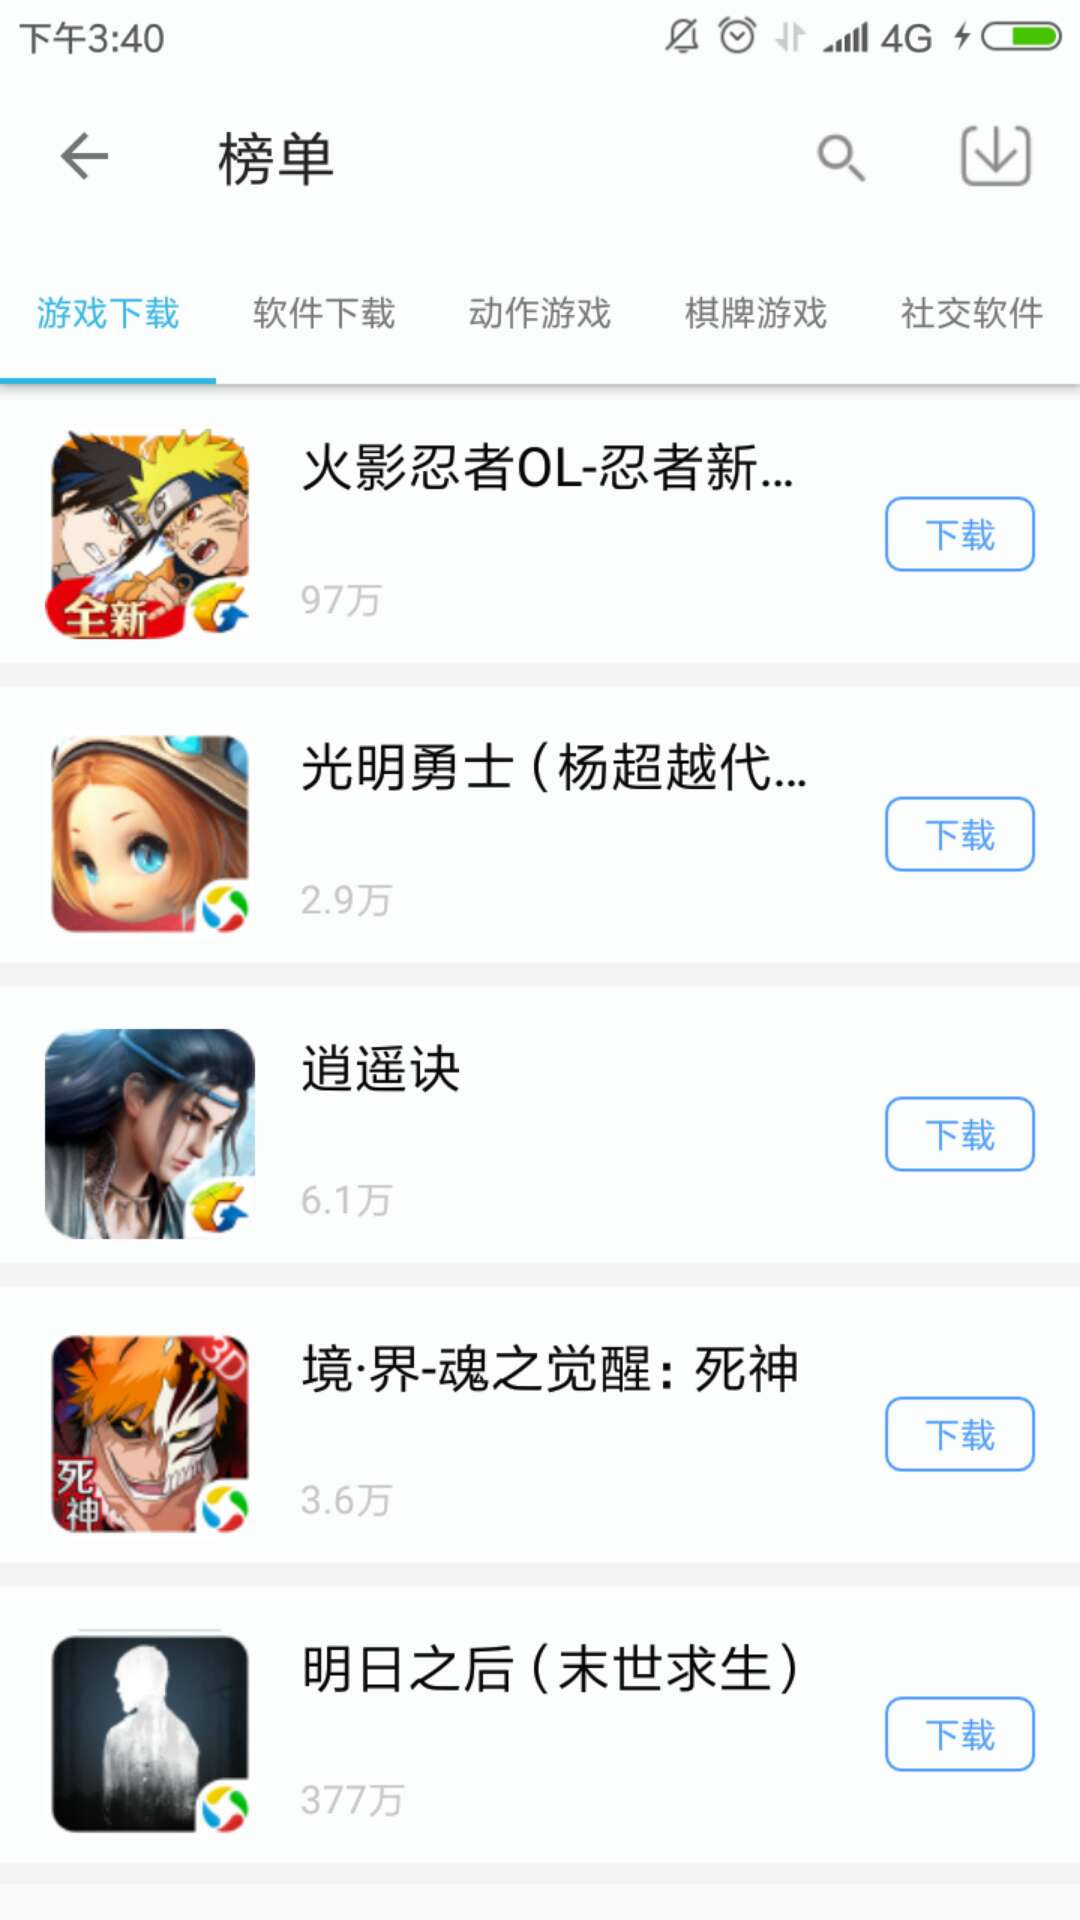 下午3:40
4G
榜单
游戏下载 软件下载 动作游戏 棋牌游戏 社交软件
火影忍者OL-忍者新...
下载
97万
全新
光明勇士(杨超越代...
下载
2.9万
逍遥诀
下载
6.1万
境·界-魂之觉醒:死神
下载
3.6万
3D
死神
明日之后(末世求生)
下载
377万